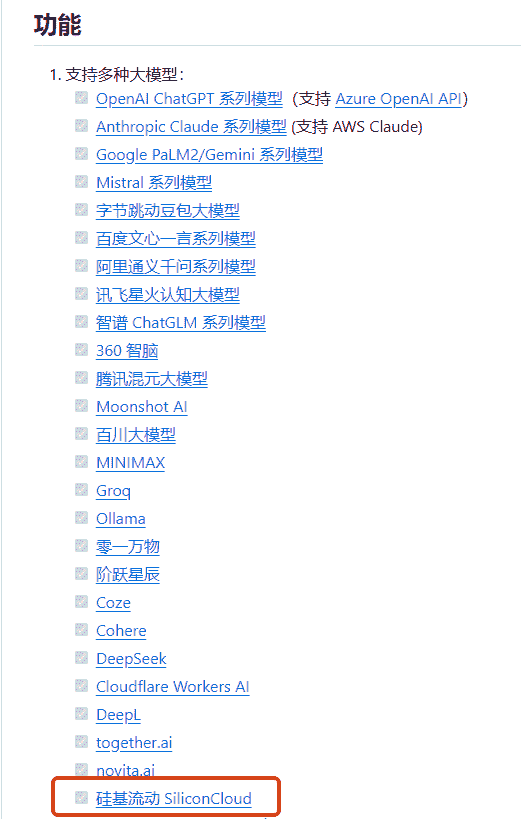 功能
1. 支持多种大模型：
OpenAI ChatGPT 系列模型（支持 Azure OpenAI API）
Anthropic Claude 系列模型 (支持 AWS Claude)
Google PaLM2/Gemini 系列模型
Mistral 系列模型
字节跳动豆包大模型
百度文心一言系列模型
阿里通义千问系列模型
讯飞星火认知大模型
智谱 ChatGLM 系列模型
360 智脑
腾讯混元大模型
Moonshot AI
百川大模型
MINIMAX
Groq
Ollama
零一万物
阶跃星辰
Coze
Cohere
DeepSeek
Cloudflare Workers AI
DeepL
together.ai
novita.ai
硅基流动 SiliconCloud